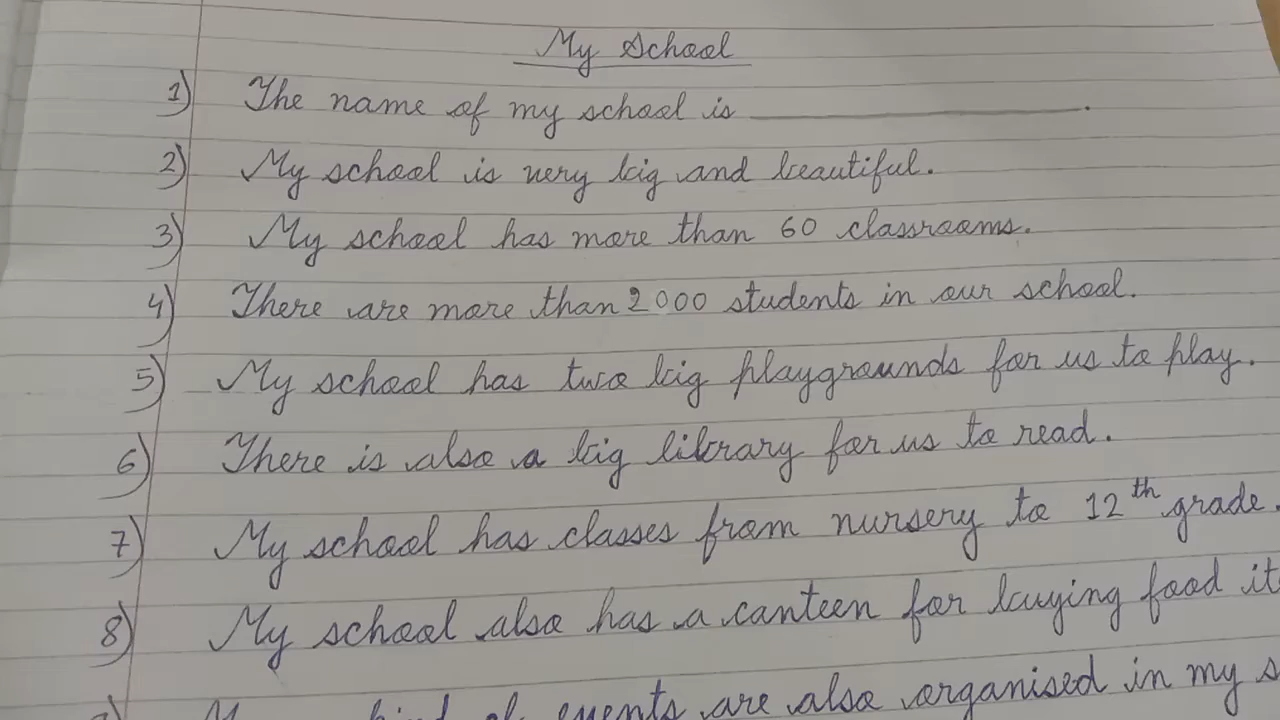 My School
1) The name of my school is ________________.
2) My school is very big and beautiful.
3) My school has more than 60 classrooms.
4) There are more than 2000 students in our school.
5) My school has two big playgrounds for us to play.
6) There is also a big library for us to read.
7) My school has classes from nursery to 12th grade.
8) My school also has a canteen for buying food it
of events are also organised in my s